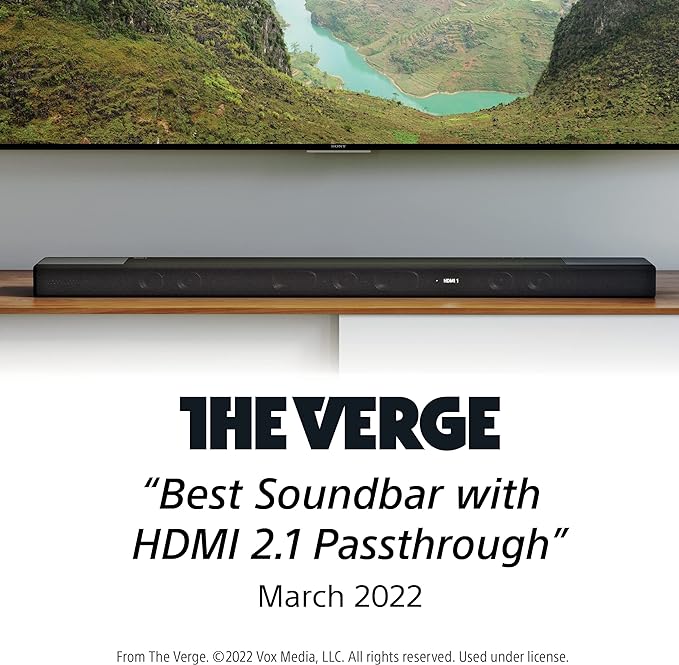 SONY
HDMI 1
THE VERGE
“Best Soundbar with
HDMI 2.1 Passthrough”
March 2022
From The Verge. ©2022 Vox Media, LLC. All rights reserved. Used under license.